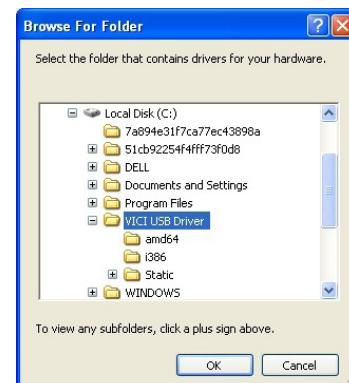 Browse For Folder
Select the folder that contains drivers for your hardware.
Local Disk (C:)
7a894e31f7ca77ec43898a
51cb92254f4fff73f0d8
DELL
Documents and Settings
Program Files
VICI USB Driver
amd64
i386
Static
WINDOWS
To view any subfolders, click a plus sign above.
OK Cancel